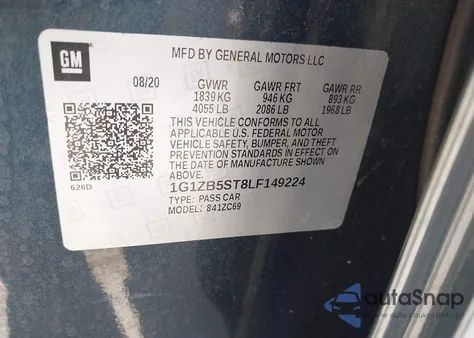 GM
MFD BY GENERAL MOTORS LLC
08/20 GVWR GAWR FRT GAWR RR
1839 KG 946 KG 893 KG
4055 LB 2086 LB 1968 LB
THIS VEHICLE CONFORMS TO ALL
APPLICABLE U.S. FEDERAL MOTOR
VEHICLE SAFETY, BUMPER, AND THEFT
PREVENTION STANDARDS IN EFFECT ON
THE DATE OF MANUFACTURE SHOWN
ABOVE.
626D
1G1ZB5ST8LF149224
TYPE: PASS CAR
MODEL: 841ZC69
autoSnap